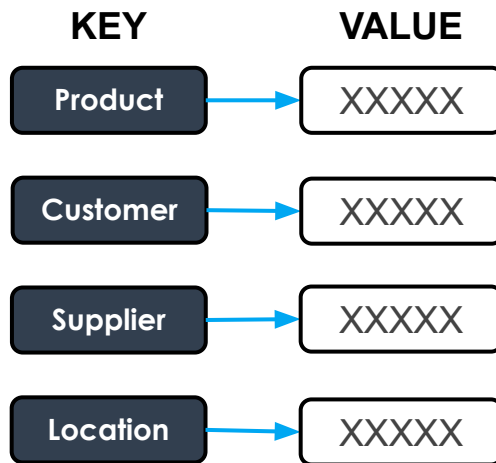 KEY VALUE
Product XXXXX
Customer XXXXX
Supplier XXXXX
Location XXXXX